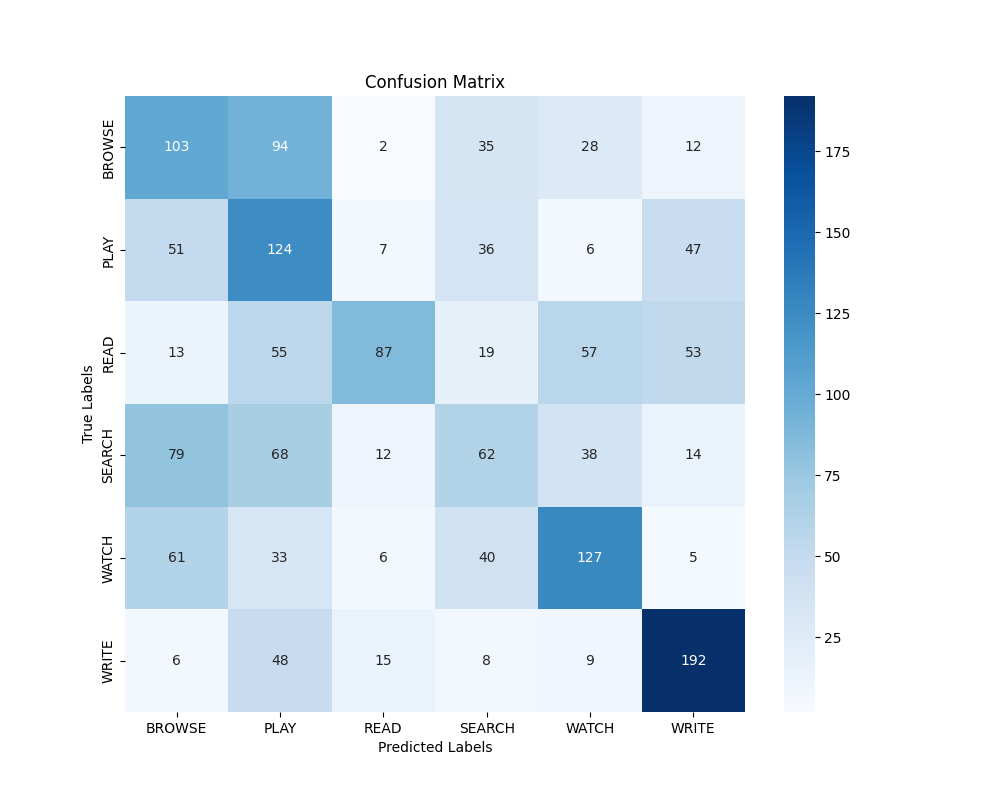 Confusion Matrix
True Labels
BROWSE 103 94 2 35 28 12
PLAY 51 124 7 36 6 47
READ 13 55 87 19 57 53
SEARCH 79 68 12 62 38 14
WATCH 61 33 6 40 127 5
WRITE 6 48 15 8 9 192
BROWSE PLAY READ SEARCH WATCH WRITE
Predicted Labels
175
150
125
100
75
50
25